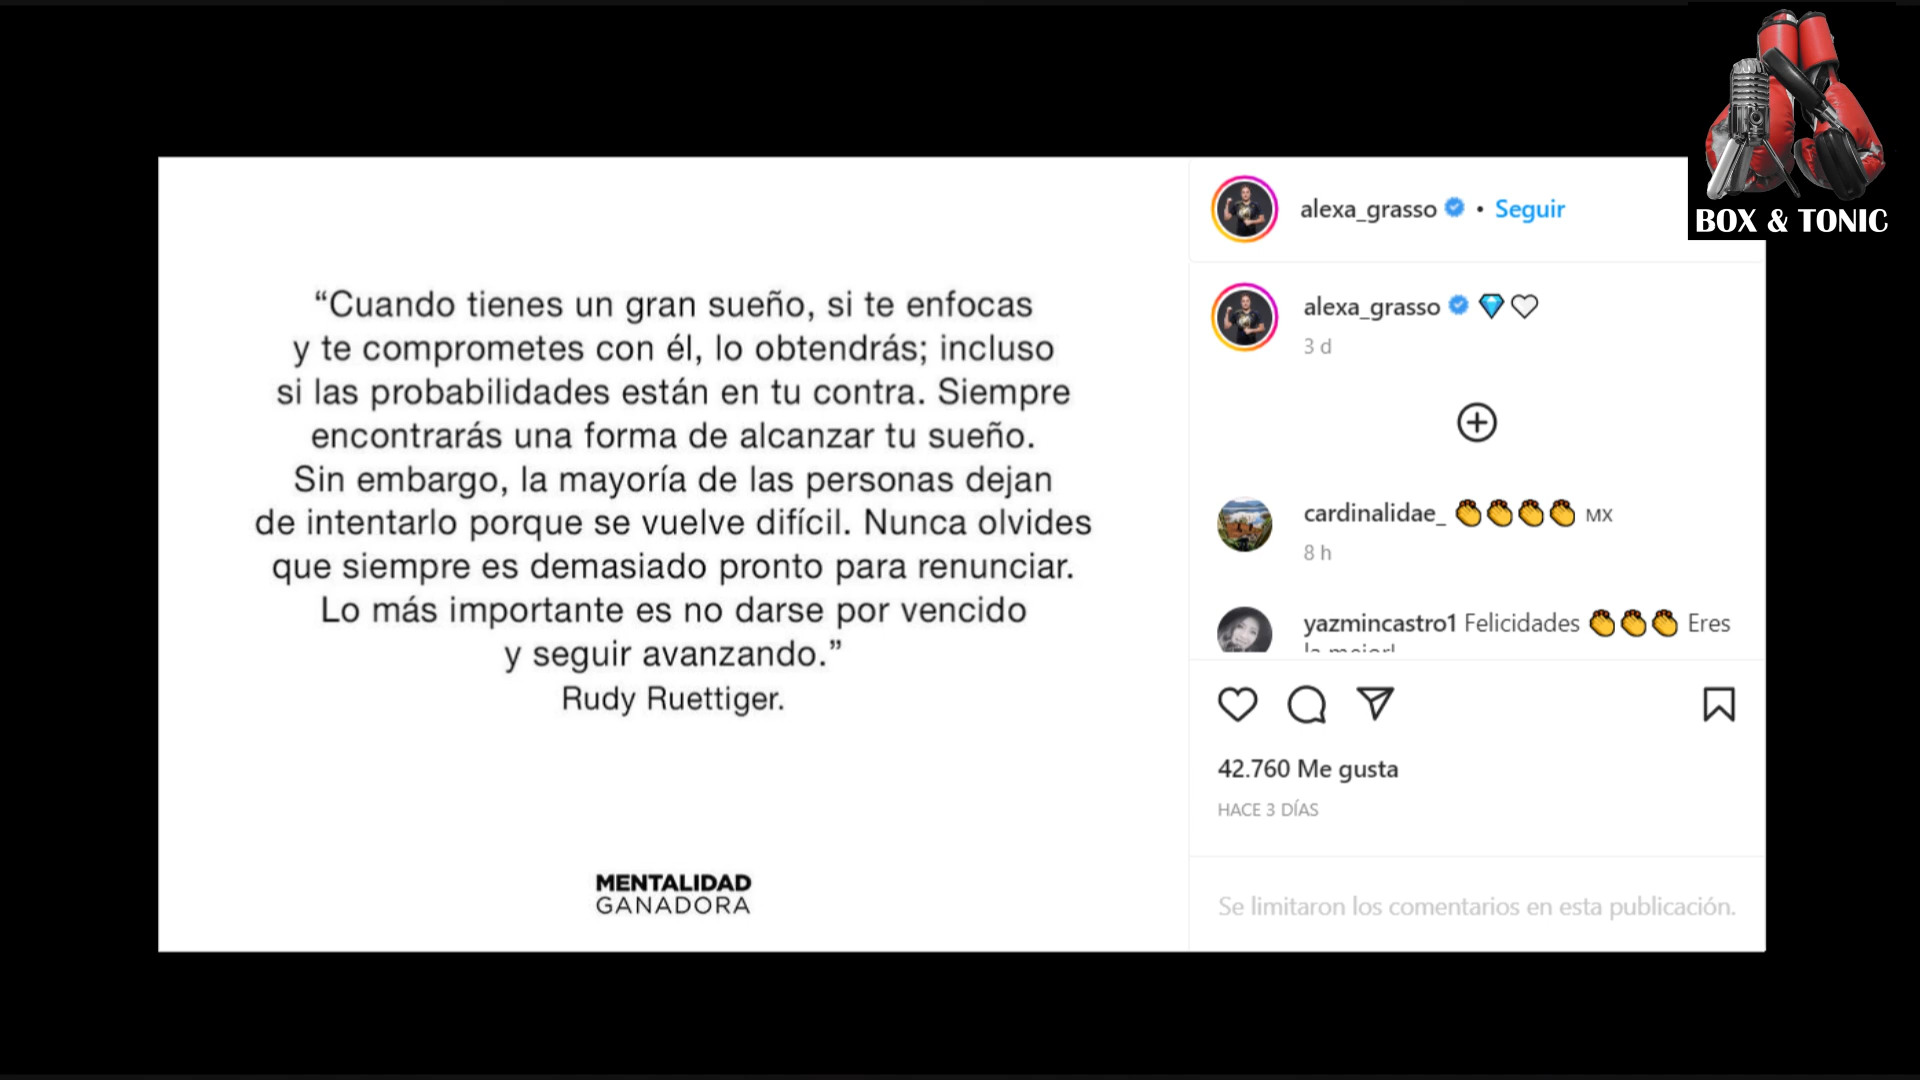 BOX & TONIC
“Cuando tienes un gran sueño, si te enfocas
y te comprometes con él, lo obtendrás; incluso
si las probabilidades están en tu contra. Siempre
encontrarás una forma de alcanzar tu sueño.
Sin embargo, la mayoría de las personas dejan
de intentarlo porque se vuelve difícil. Nunca olvides
que siempre es demasiado pronto para renunciar.
Lo más importante es no darse por vencido
y seguir avanzando.”
Rudy Ruettiger.
MENTALIDAD
GANADORA
alexa_grasso • Seguir
alexa_grasso 💎🤍
3 d
cardinalidae_ 👏👏👏👏 MX
8 h
yazmincastro1 Felicidades 👏👏👏 Eres
la mejor!
42.760 Me gusta
HACE 3 DÍAS
Se limitaron los comentarios en esta publicación.